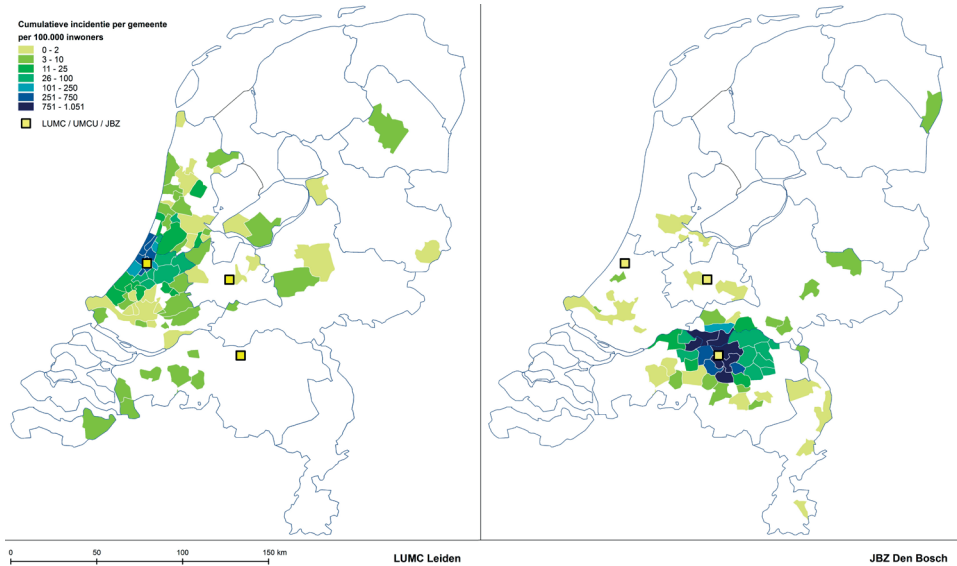 Cumulatieve incidentie per gemeente
per 100.000 inwoners
0 - 2
3 - 10
11 - 25
26 - 100
101 - 250
251 - 750
751 - 1.051
LUMC / UMCU / JBZ
0 50 100 150 km
LUMC Leiden
JBZ Den Bosch